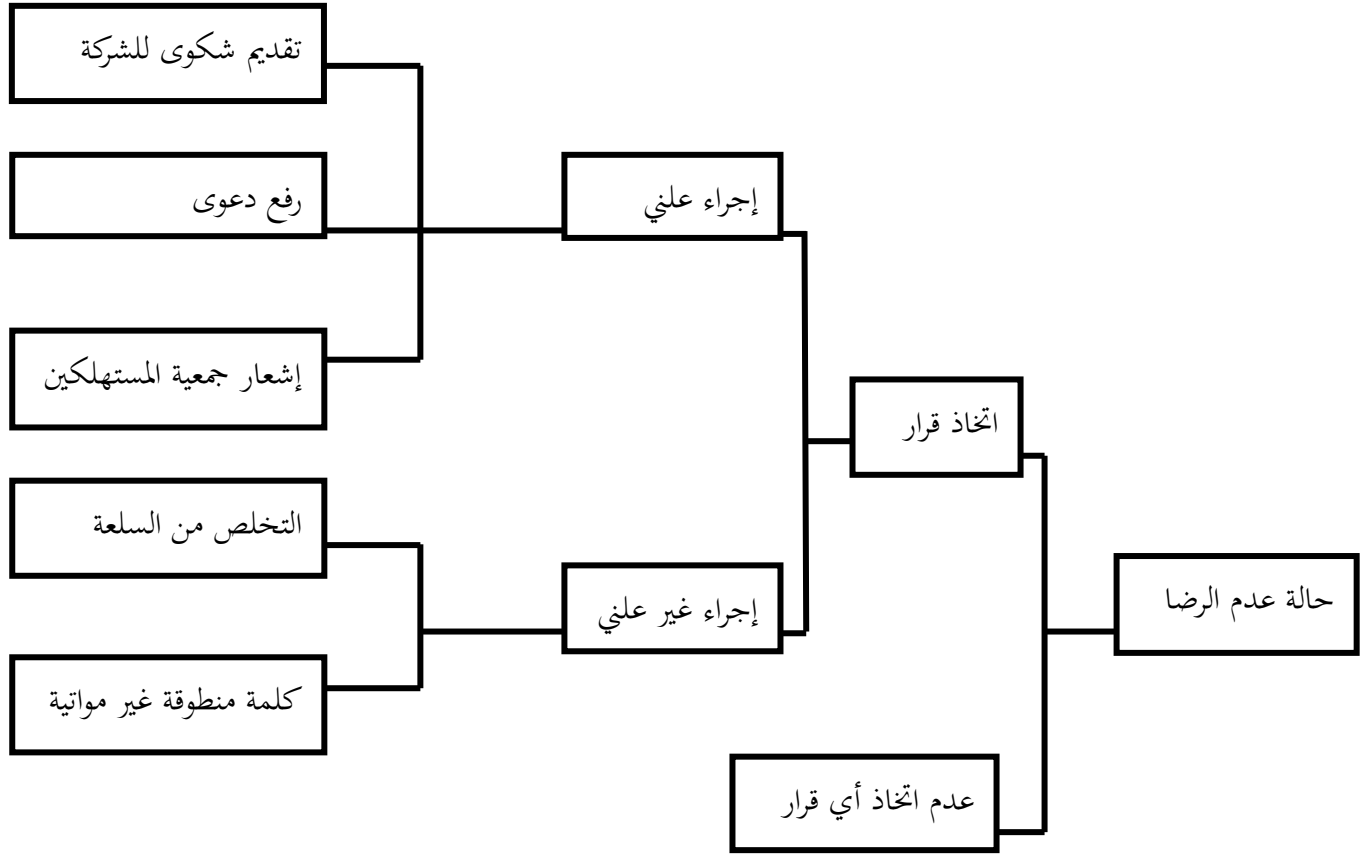 تقديم شكوى للشركة
رفع دعوى
إجراء علني
إشعار جمعية المستهلكين
اتخاذ قرار
التخلص من السلعة
حالة عدم الرضا
إجراء غير علني
كلمة منطوقة غير مواتية
عدم اتخاذ أي قرار